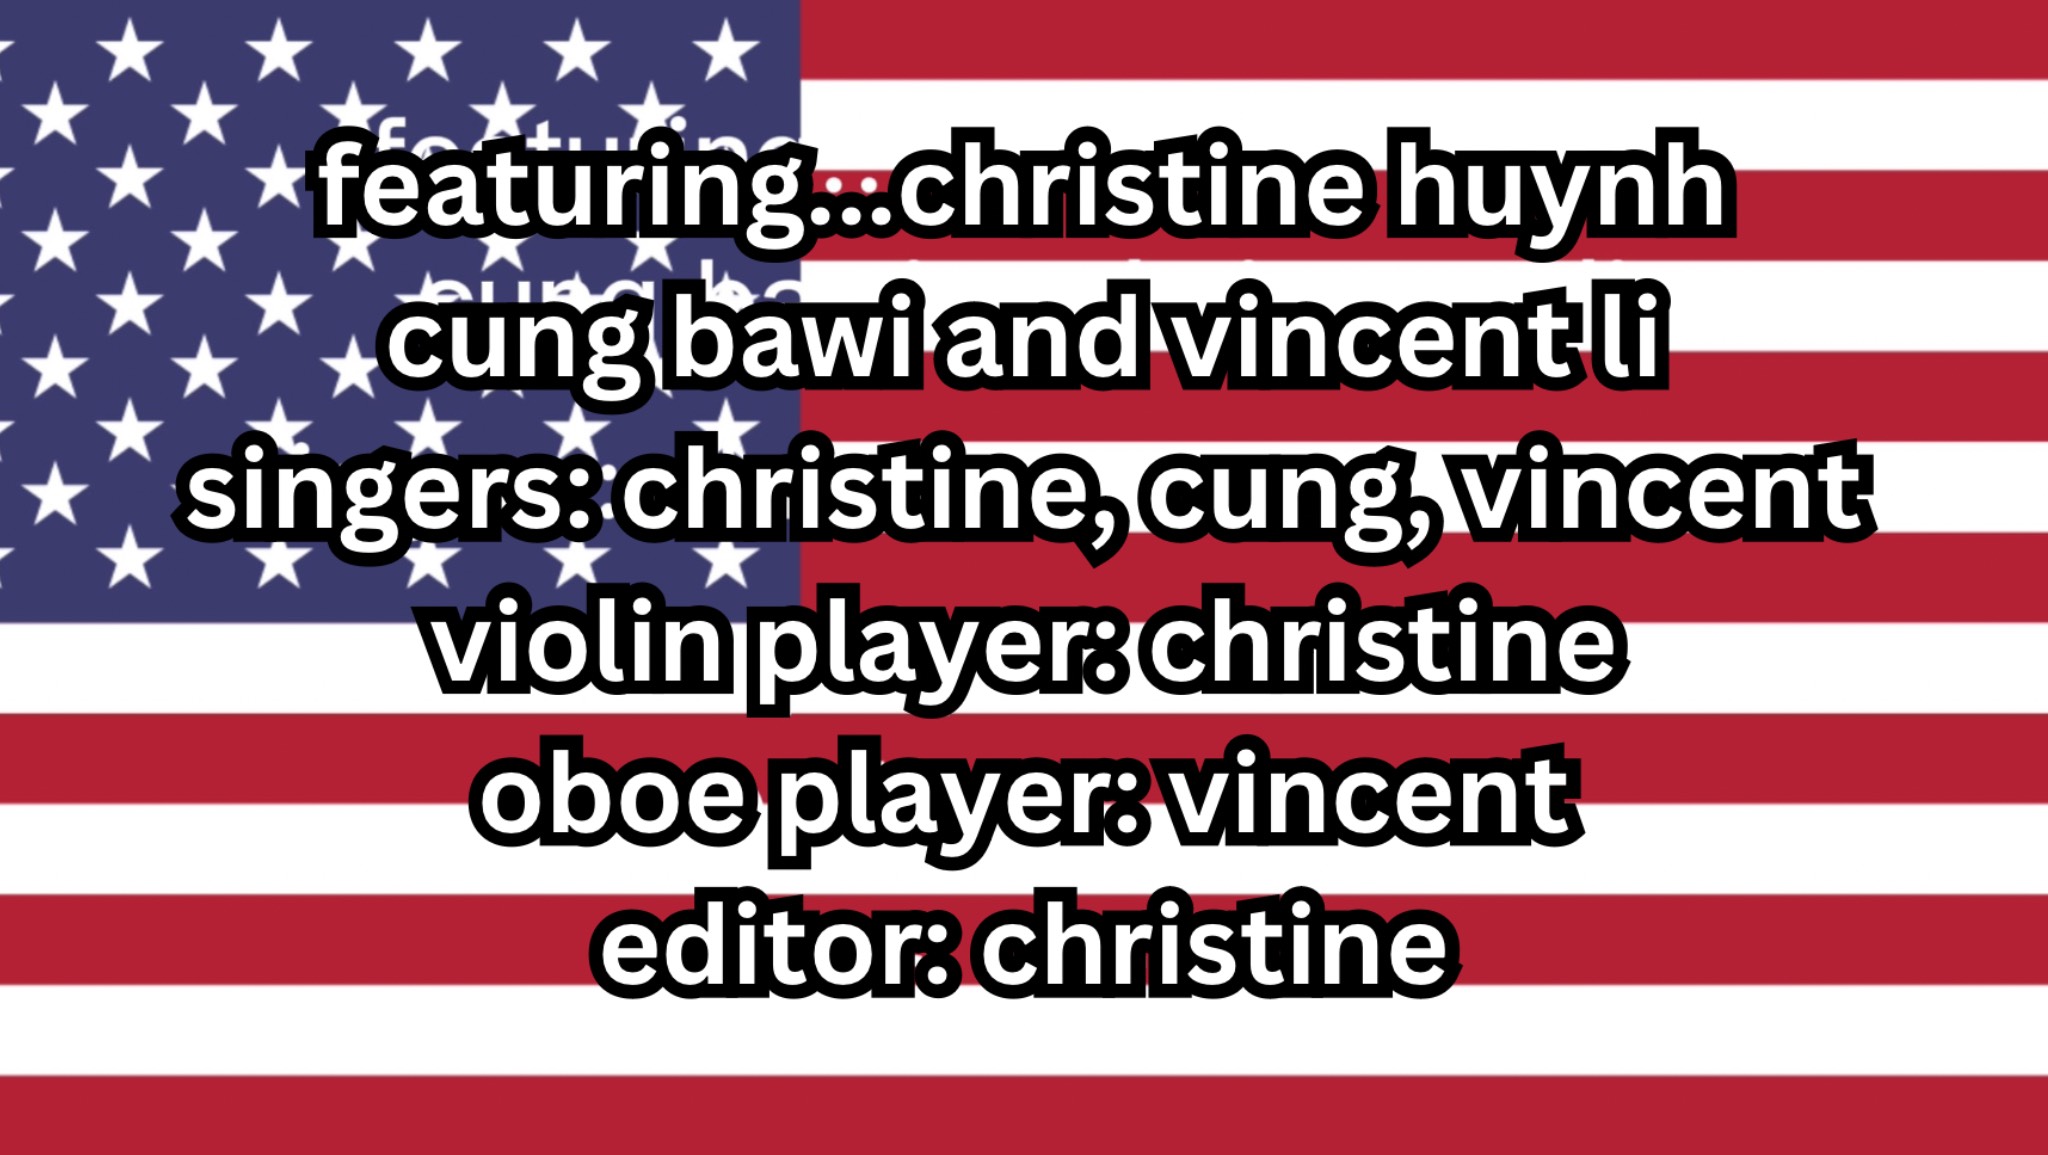 featuring...christine huynh
cung bawi and vincent li
singers: christine, cung, vincent
violin player: christine
oboe player: vincent
editor: christine